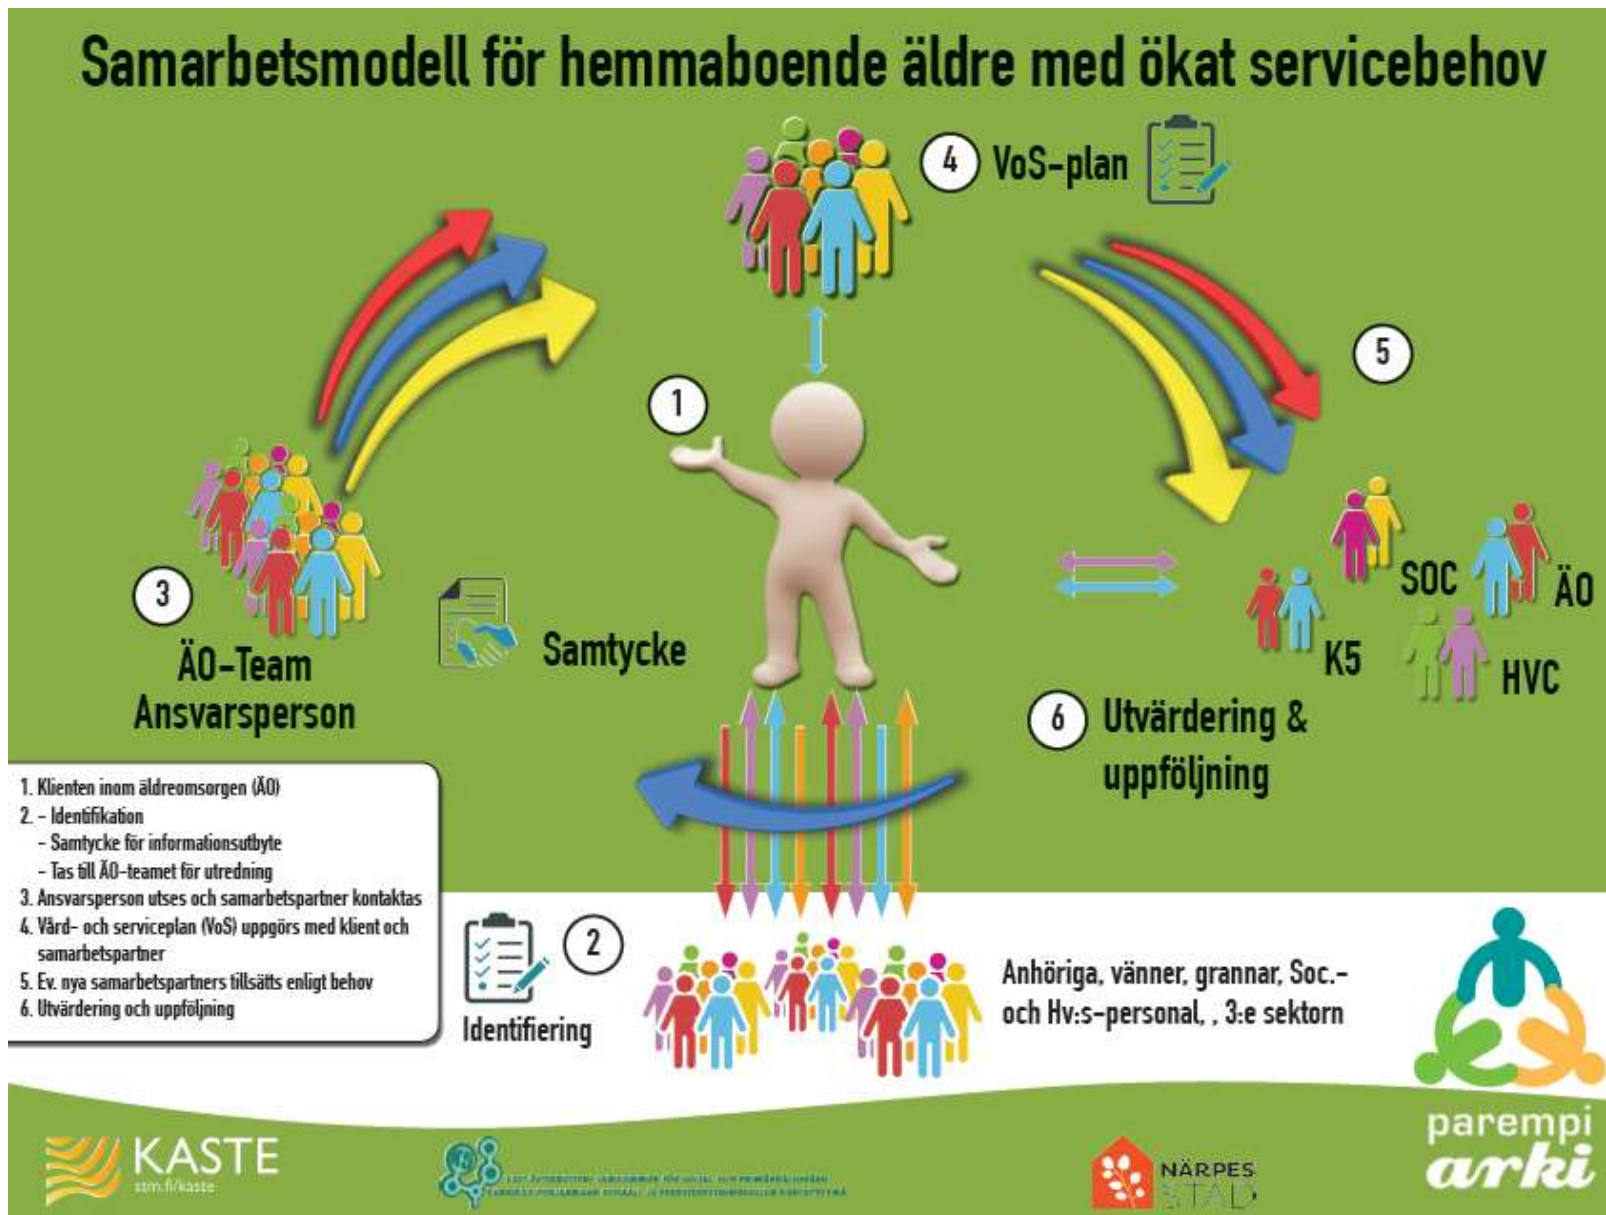 Samarbetsmodell för hemmaboende äldre med ökat servicebehov
4
VoS-plan
5
1
3
ÄO-Team
Ansvarsperson
Samtycke
SOC
ÄO
K5
HVC
6
Utvärdering &
uppföljning
1. Klienten inom äldreomsorgen (ÄO)
2. - Identifikation
- Samtycke för informationsutbyte
- Tas till ÄO-teamet för utredning
3. Ansvarsperson utses och samarbetspartner kontaktas
4. Vård- och serviceplan (VoS) uppgörs med klient och
samarbetspartner
5. Ev. nya samarbetspartners tillsätts enligt behov
6. Utvärdering och uppföljning
2
Identifiering
Anhöriga, vänner, grannar, Soc.-
och Hv:s-personal, , 3:e sektorn
KASTE
stm.fi/kaste
NÄRPES
STAD
parempi
arki